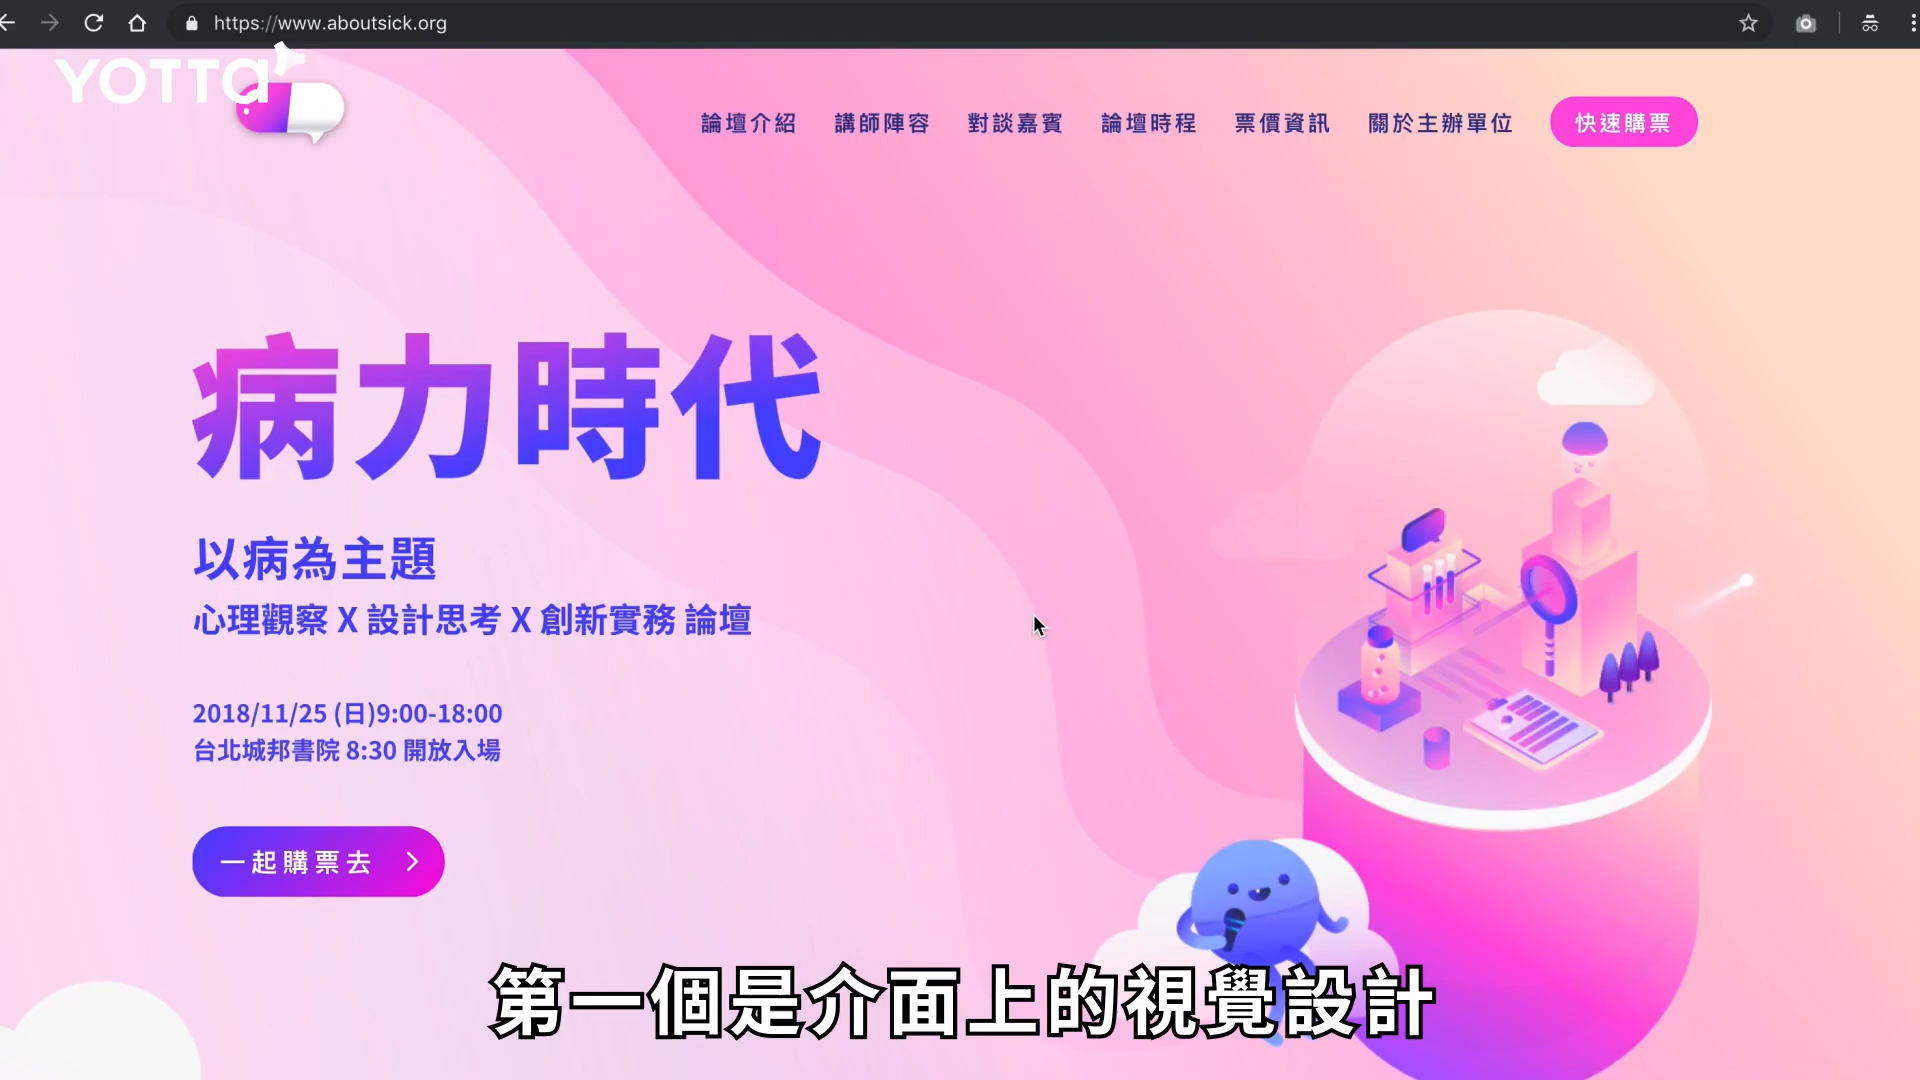 https://www.aboutsick.org
YOTTA
論壇介紹
講師陣容
對談嘉賓
論壇時程
票價資訊
關於主辦單位
快速購票
病力時代
以病為主題
心理觀察 X 設計思考 X 創新實務 論壇
2018/11/25 (日)9:00-18:00
台北城邦書院 8:30 開放入場
一起購票去
第一個是介面上的視覺設計